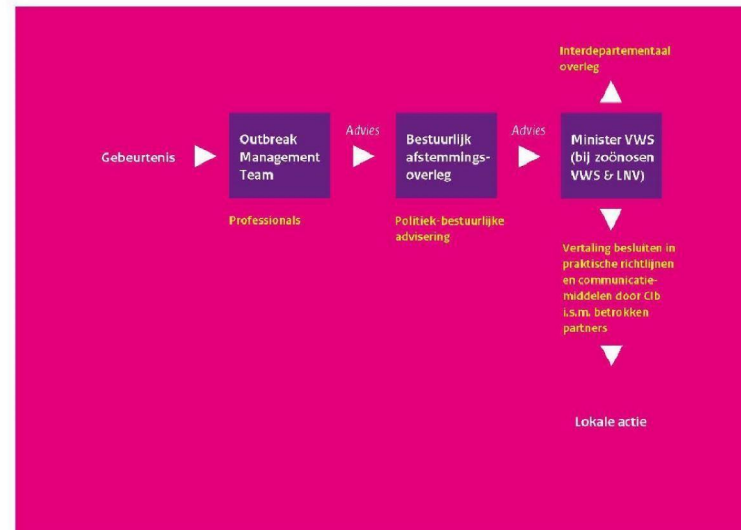 Interdepartementaal
overleg
Gebeurtenis
Outbreak
Management
Team
Professionals
Advies
Bestuurlijk
afstemmings-
overleg
Politiek-bestuurlijke
advisering
Advies
Minister VWS
(bij zoönosen
VWS & LNV)
Vertaling besluiten in
praktische richtlijnen
en communicatie-
middelen door CIb
i.s.m. betrokken
partners
Lokale actie